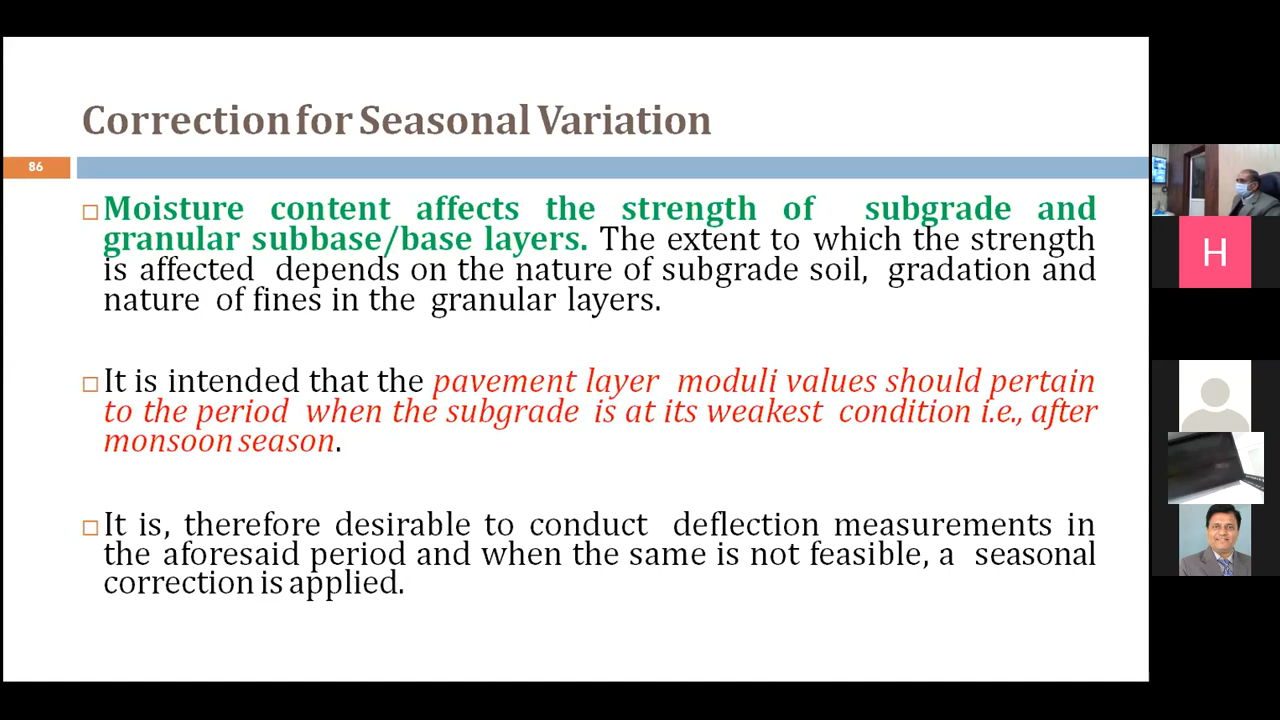 Correction for Seasonal Variation
86
Moisture content affects the strength of subgrade and
granular subbase/base layers. The extent to which the strength
is affected depends on the nature of subgrade soil, gradation and
nature of fines in the granular layers.
It is intended that the pavement layer moduli values should pertain
to the period when the subgrade is at its weakest condition i.e., after
monsoon season.
It is, therefore desirable to conduct deflection measurements in
the aforesaid period and when the same is not feasible, a seasonal
correction is applied.
H